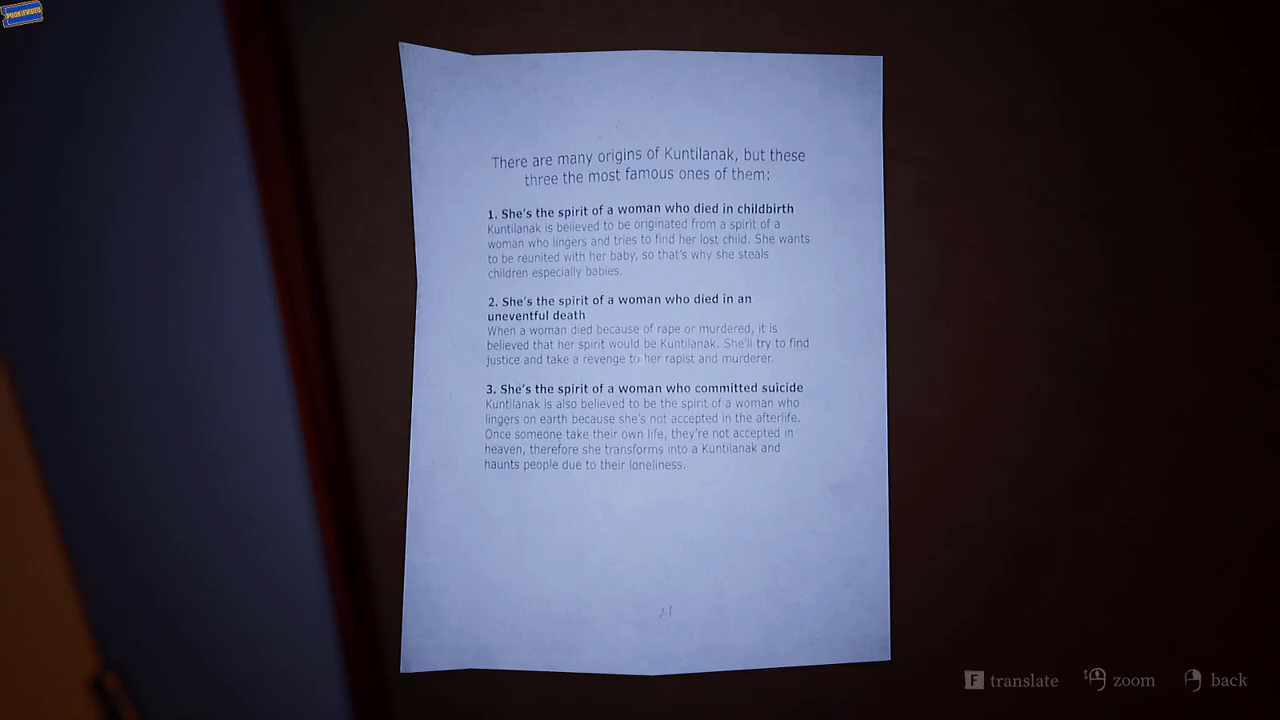 POOKIEVIDEO
There are many origins of Kuntilanak, but these
three the most famous ones of them:
1. She's the spirit of a woman who died in childbirth
Kuntilanak is believed to be originated from a spirit of a
woman who lingers and tries to find her lost child. She wants
to be reunited with her baby, so that's why she steals
children especially babies.
2. She's the spirit of a woman who died in an
uneventful death
When a woman died because of rape or murdered, it is
believed that her spirit would be Kuntilanak. She'll try to find
justice and take a revenge to her rapist and murderer.
3. She's the spirit of a woman who committed suicide
Kuntilanak is also believed to be the spirit of a woman who
lingers on earth because she's not accepted in the afterlife.
Once someone take their own life, they're not accepted in
heaven, therefore she transforms into a Kuntilanak and
haunts people due to their loneliness.
21
F translate zoom back